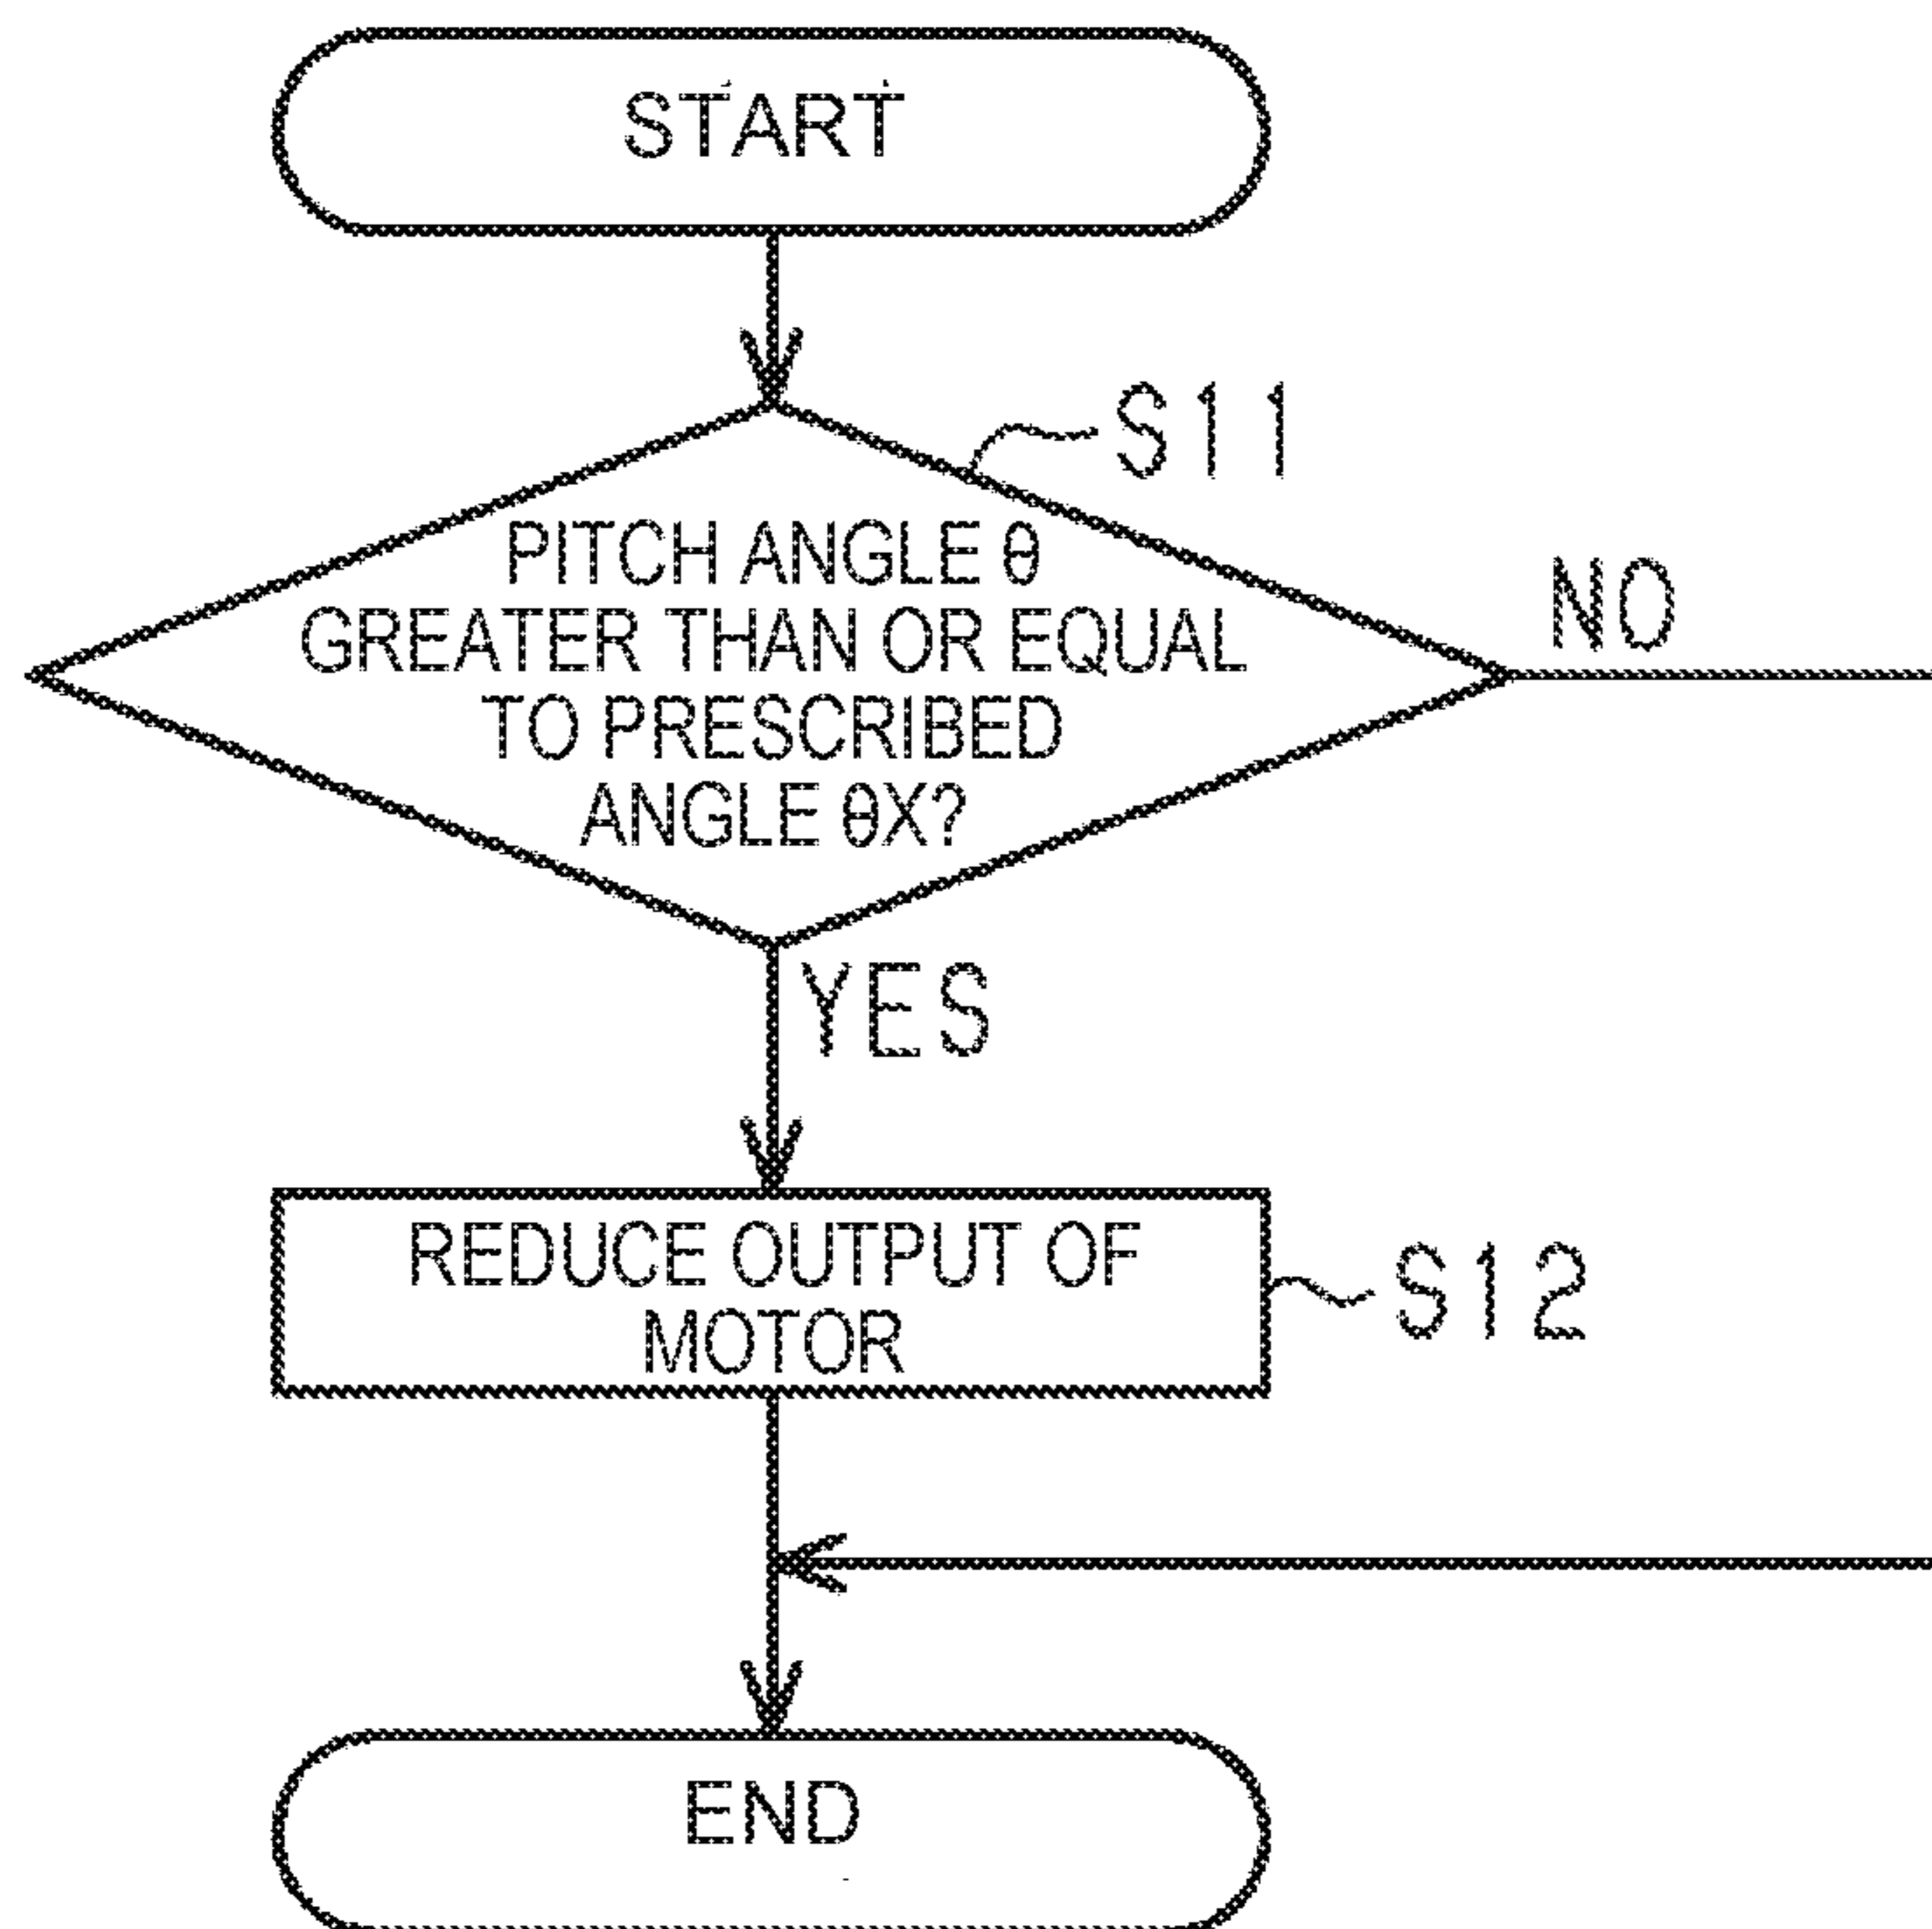 START
S11
PITCH ANGLE θ
GREATER THAN OR EQUAL
TO PRESCRIBED
ANGLE θX?
NO
YES
REDUCE OUTPUT OF
MOTOR
S12
END